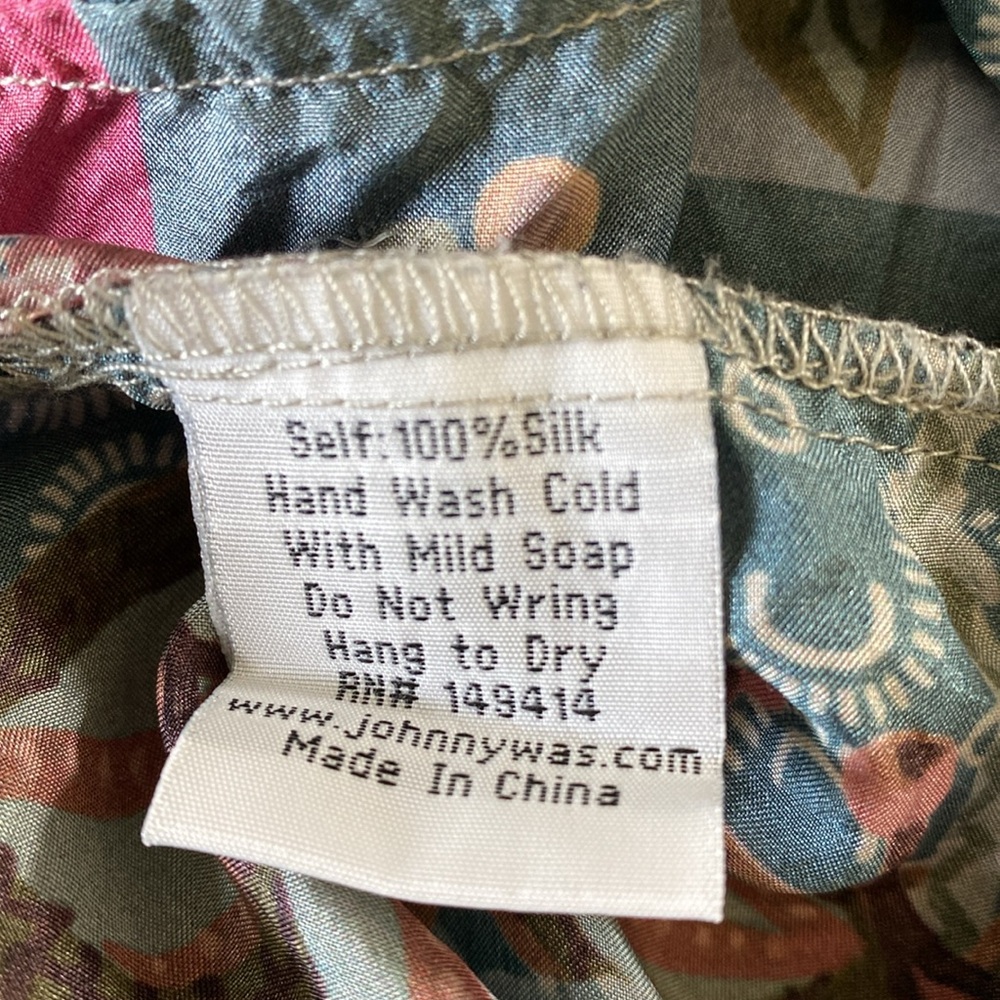 Self:100%Silk
Hand Wash Cold
With Mild Soap
Do Not Wring
Hang to Dry
RN# 149414
www.johnnywas.com
Made In China